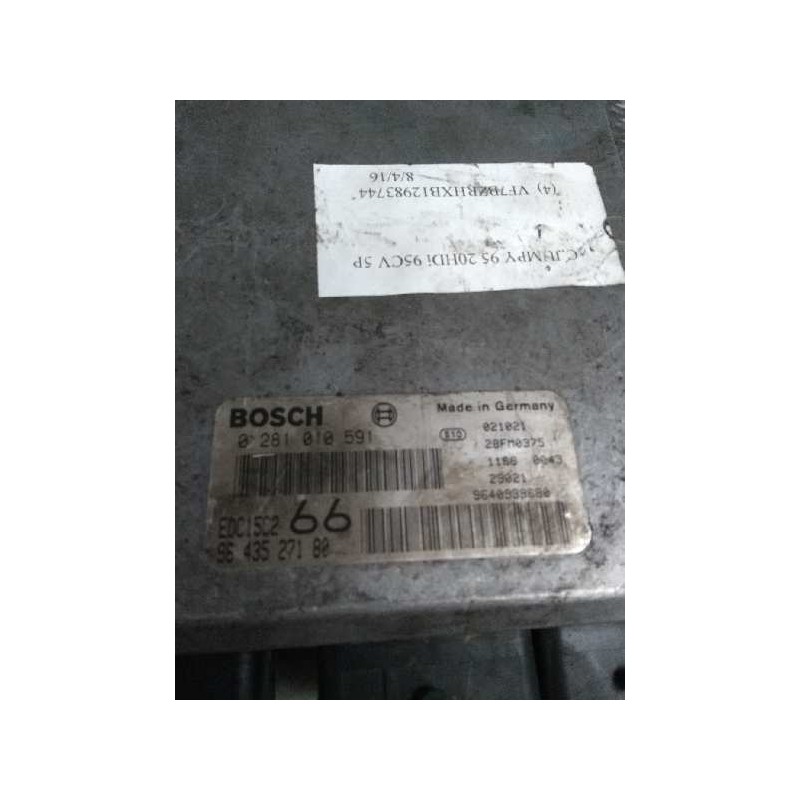 C.JUMPY 95 20HDi 95CV 5P
(4) VF7BZRHXB12983744
8/4/16
BOSCH
0 281 010 591
EDC15C2 66
96 435 271 80
Made in Germany
021021
28FM0375
1166 0043
29021
9640939680